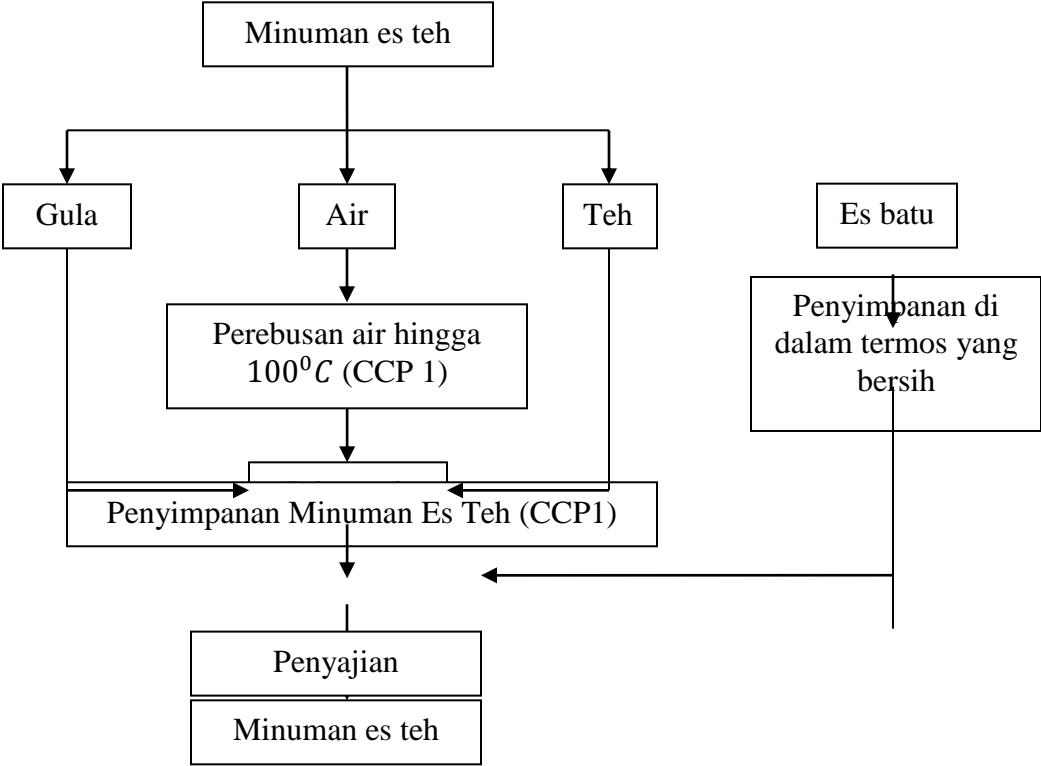 Minuman es teh
Gula
Air
Teh
Es batu
Perebusan air hingga
100⁰C (CCP 1)
Penyimpanan di
dalam termos yang
bersih
Penyimpanan Minuman Es Teh (CCP1)
Penyajian
Minuman es teh